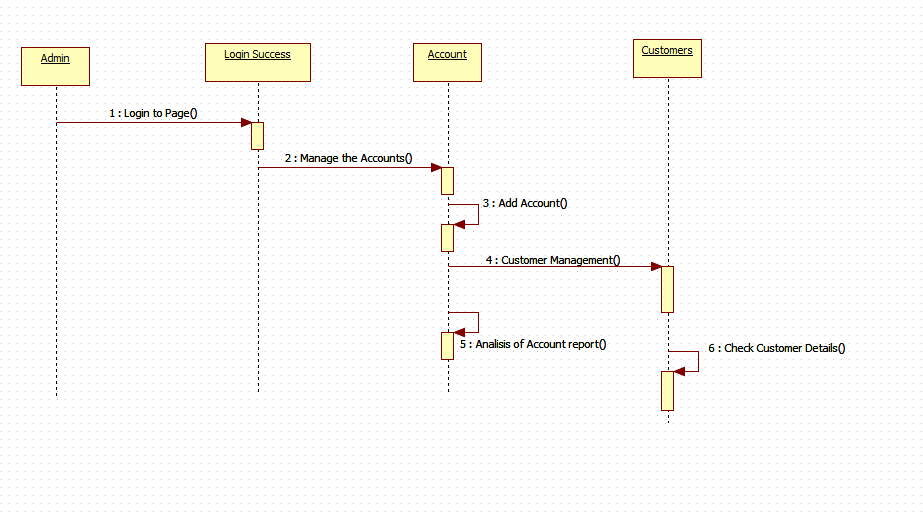 Admin
Login Success
Account
Customers
1 : Login to Page()
2 : Manage the Accounts()
3 : Add Account()
4 : Customer Management()
5 : Analisis of Account report()
6 : Check Customer Details()